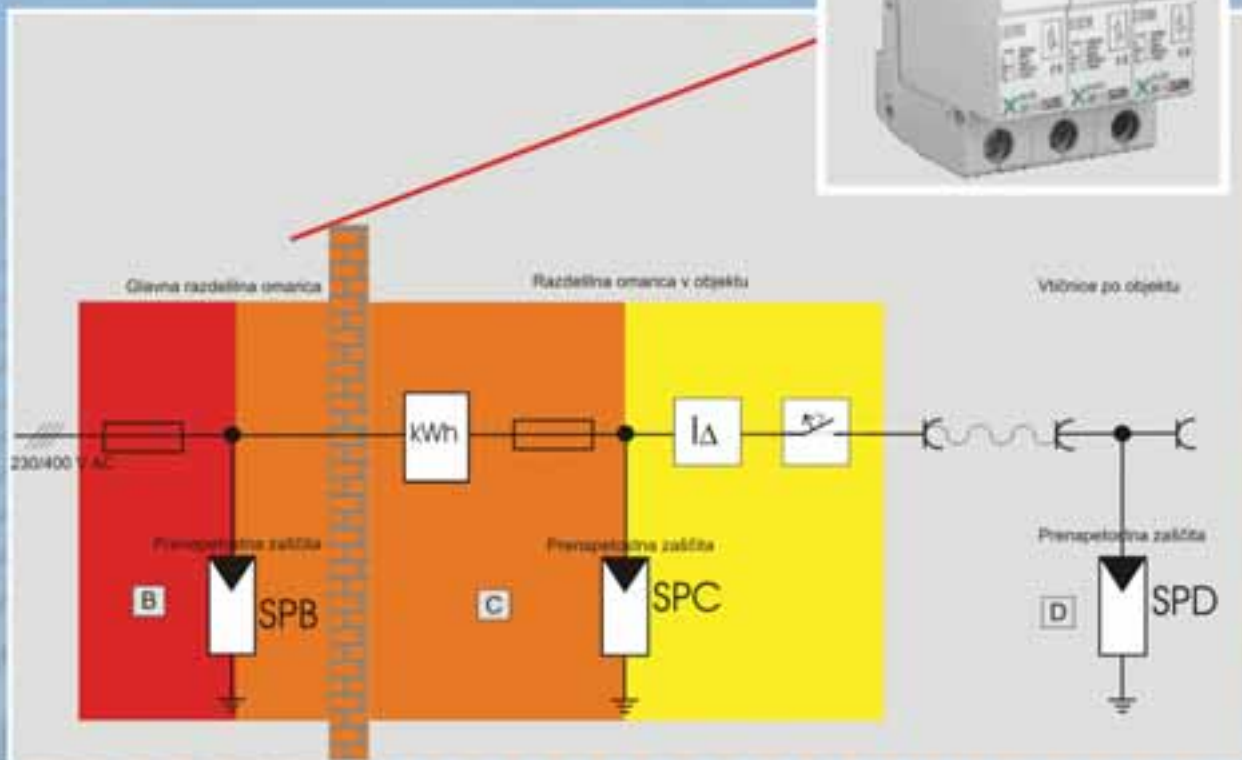 Glavna razdelilna omarica
Razdelilna omarica v objektu
Vtičnice po objektu
kWh
I∆
230/400 V AC
Prenapetostna zaščita
Prenapetostna zaščita
Prenapetostna zaščita
B
SPB
C
SPC
D
SPD